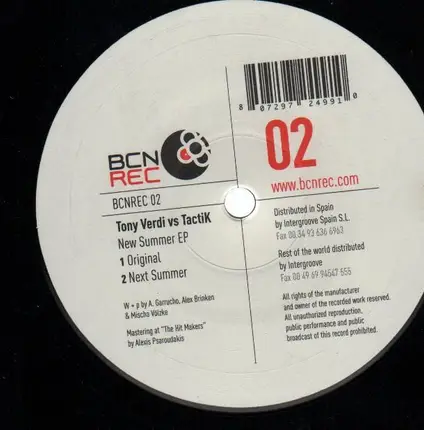 8 07297 24991 0
02
www.bcnrec.com
BCN
REC
BCNREC 02
Tony Verdi vs TactiK
New Summer EP
1 Original
2 Next Summer
W + p by A. Garrucho, Alex Brinken
& Mischo Völzke
Mastering at "The Hit Makers"
by Alexis Psaroudakis
Distributed in Spain
by Intergroove Spain S.L.
Fax 00 34 93 636 6963
Rest of the world distributed
by Intergroove
Fax 00 49 69 94547 555
All rights of the manufacturer
and owner of the recorded work reserved.
All unauthorized reproduction,
public performance and public
broadcast of this record prohibited.